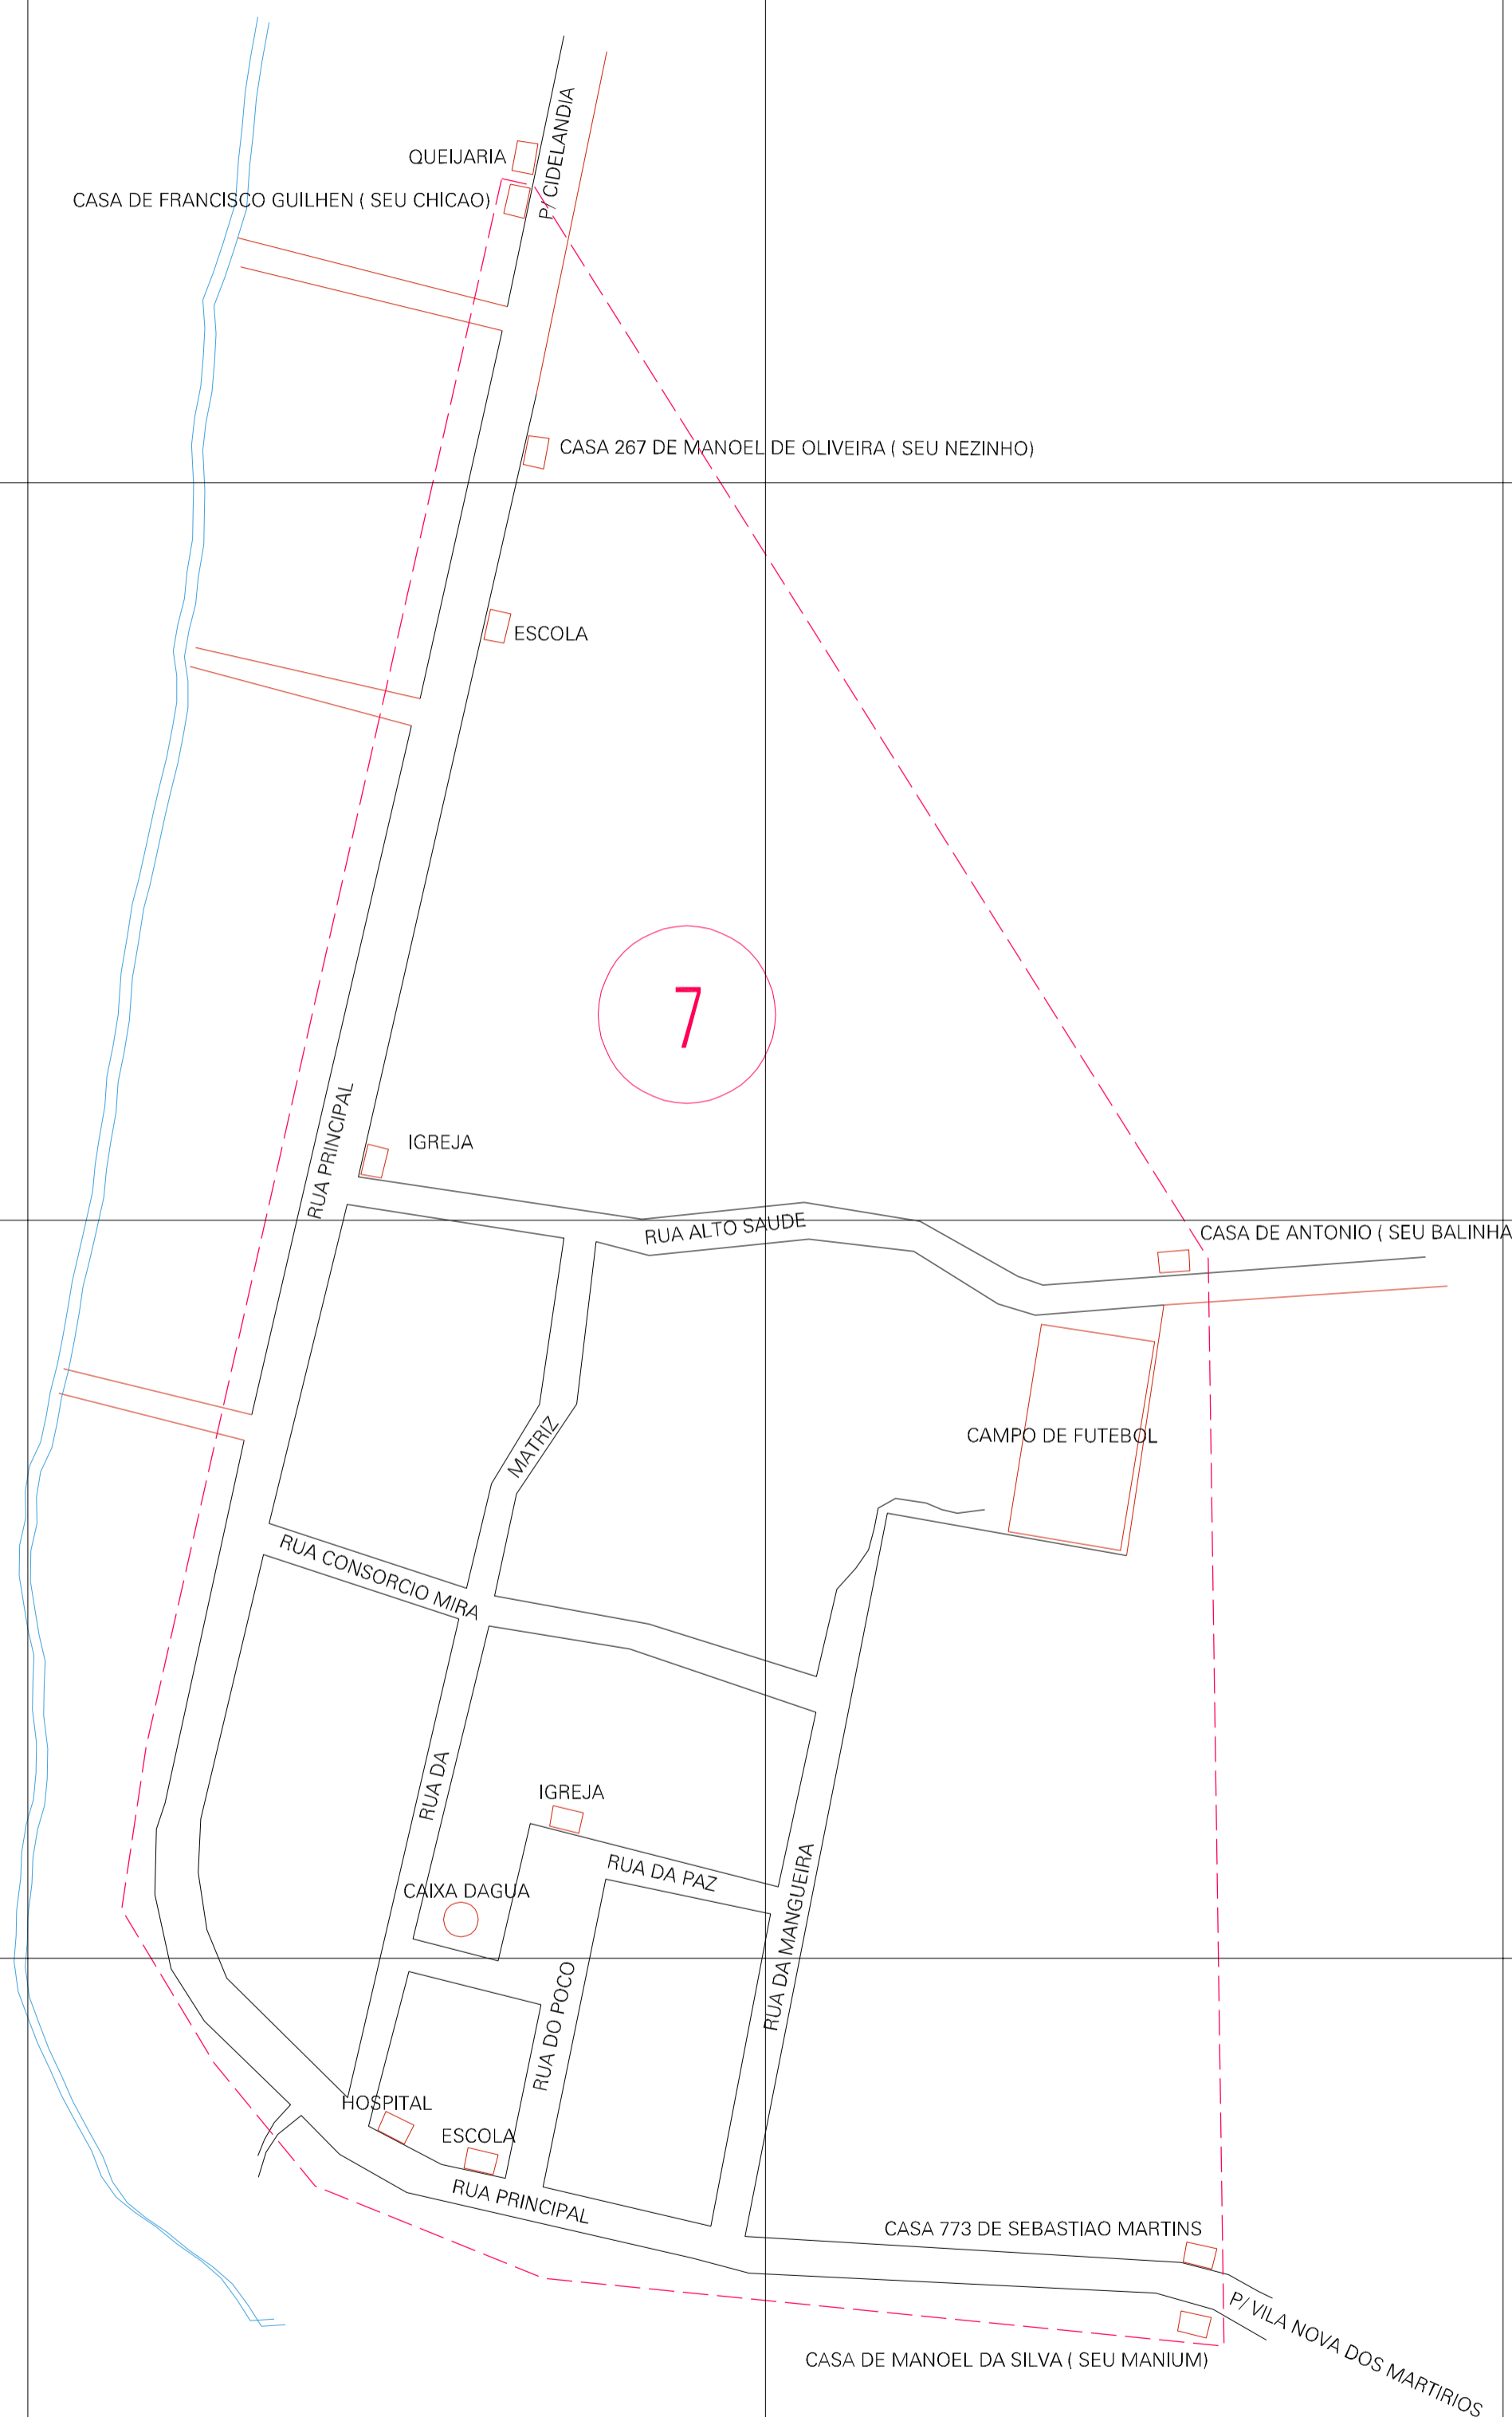 QUEIJARIA
P/ CIDELANDIA
CASA DE FRANCISCO GUILHEN ( SEU CHICAO)
CASA 267 DE MANOEL DE OLIVEIRA ( SEU NEZINHO)
ESCOLA
7
RUA PRINCIPAL
IGREJA
RUA ALTO SAUDE
CASA DE ANTONIO ( SEU BALINHA
MATRIZ
CAMPO DE FUTEBOL
RUA CONSORCIO MIRA
RUA DA
IGREJA
RUA DA PAZ
CAIXA DAGUA
RUA DA MANGUEIRA
RUA DO POCO
HOSPITAL
ESCOLA
RUA PRINCIPAL
CASA 773 DE SEBASTIAO MARTINS
P/ VILA NOVA DOS MARTIRIOS
CASA DE MANOEL DA SILVA ( SEU MANIUM)